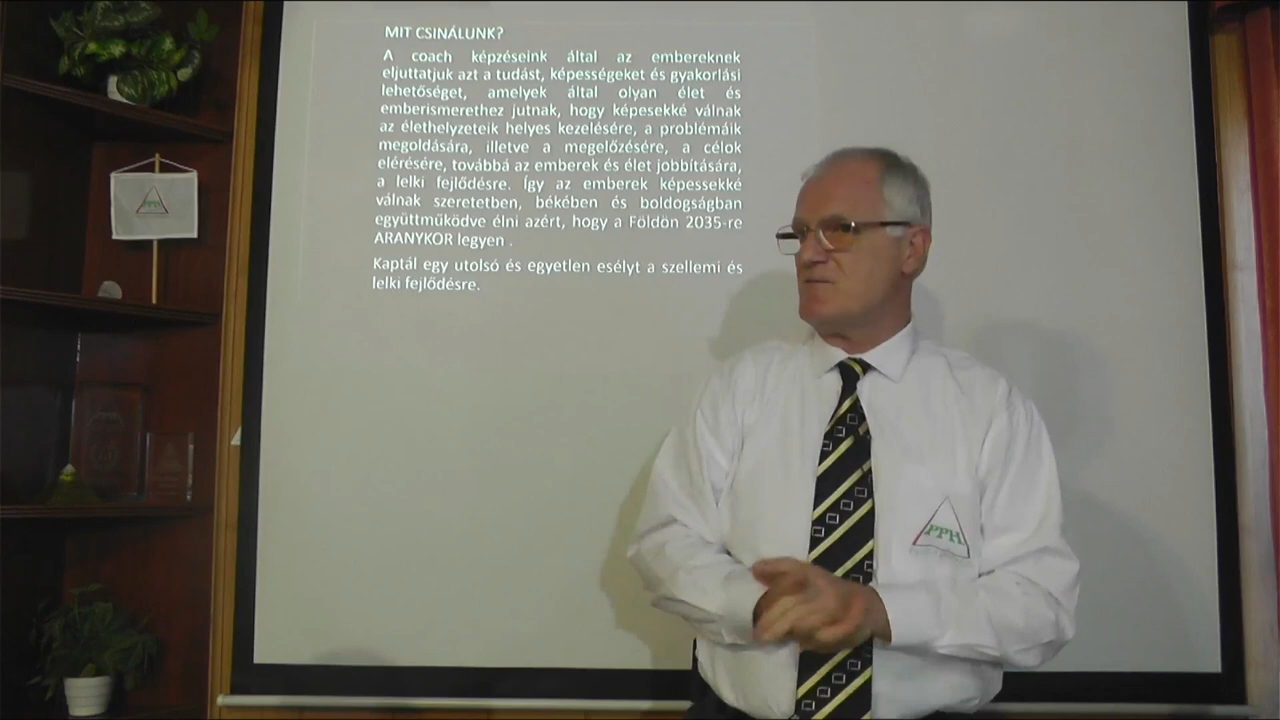 MIT CSINÁLUNK?
A coach képzéseink által az embereknek
eljuttatjuk azt a tudást, képességeket és gyakorlási
lehetőséget, amelyek által olyan élet és
emberismerethez jutnak, hogy képesekké válnak
az élethelyzeteik helyes kezelésére, a problémáik
megoldására, illetve a megelőzésére, a célok
elérésére, továbbá az emberek és élet jobbítására,
a lelki fejlődésre. Így az emberek képessekké
válnak szeretetben, békében és boldogságban
együttműködve élni azért, hogy a Földön 2035-re
ARANYKOR legyen .
Kaptál egy utolsó és egyetlen esélyt a szellemi és
lelki fejlődésre.
PPH
PPH